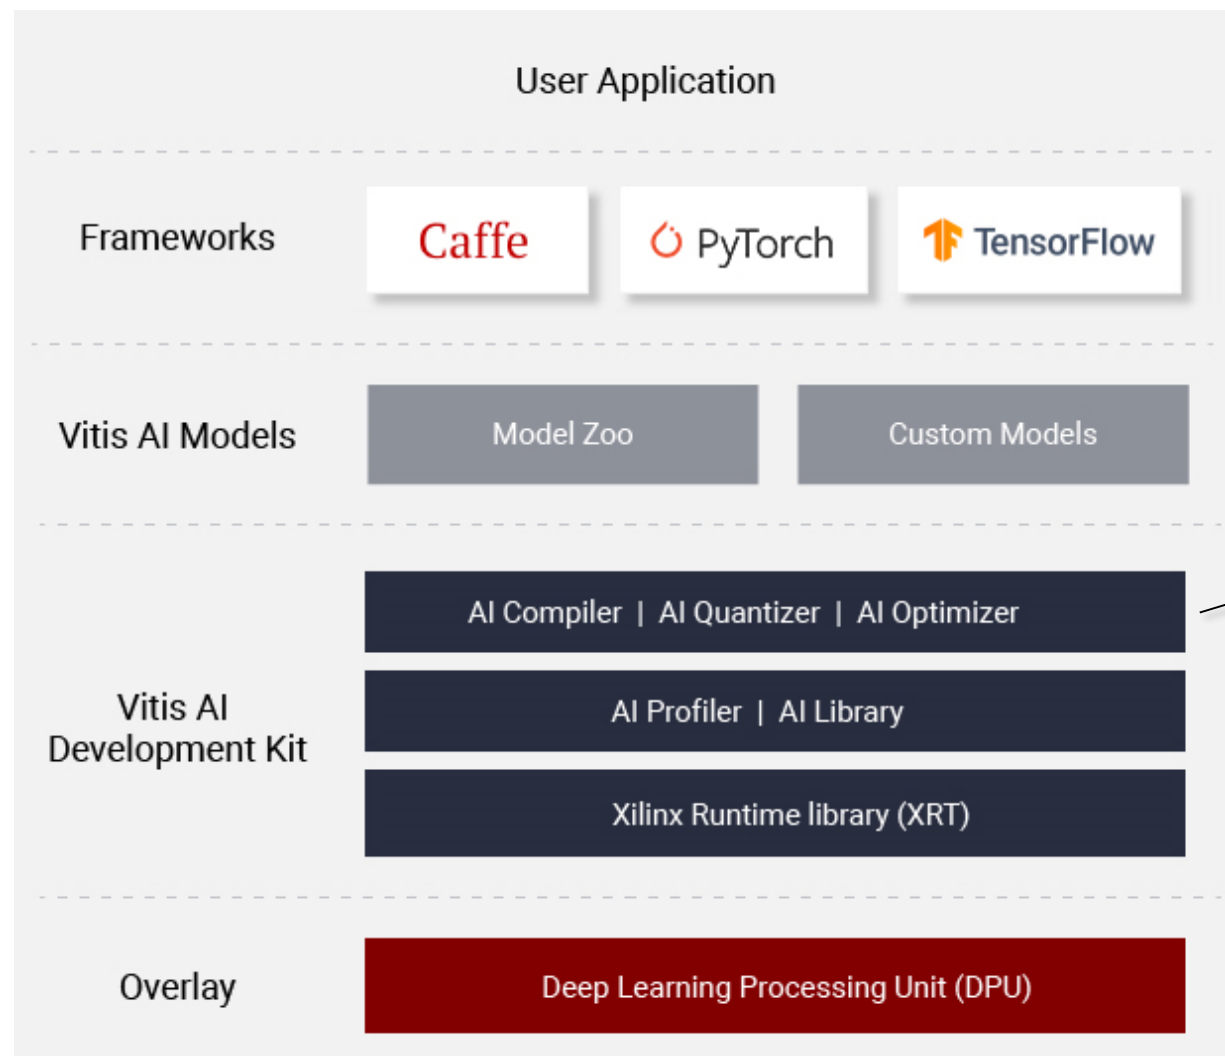 User Application
Frameworks
Caffe
PyTorch
TensorFlow
Vitis AI Models
Model Zoo
Custom Models
Vitis AI
Development Kit
AI Compiler | AI Quantizer | AI Optimizer
AI Profiler | AI Library
Xilinx Runtime library (XRT)
Overlay
Deep Learning Processing Unit (DPU)